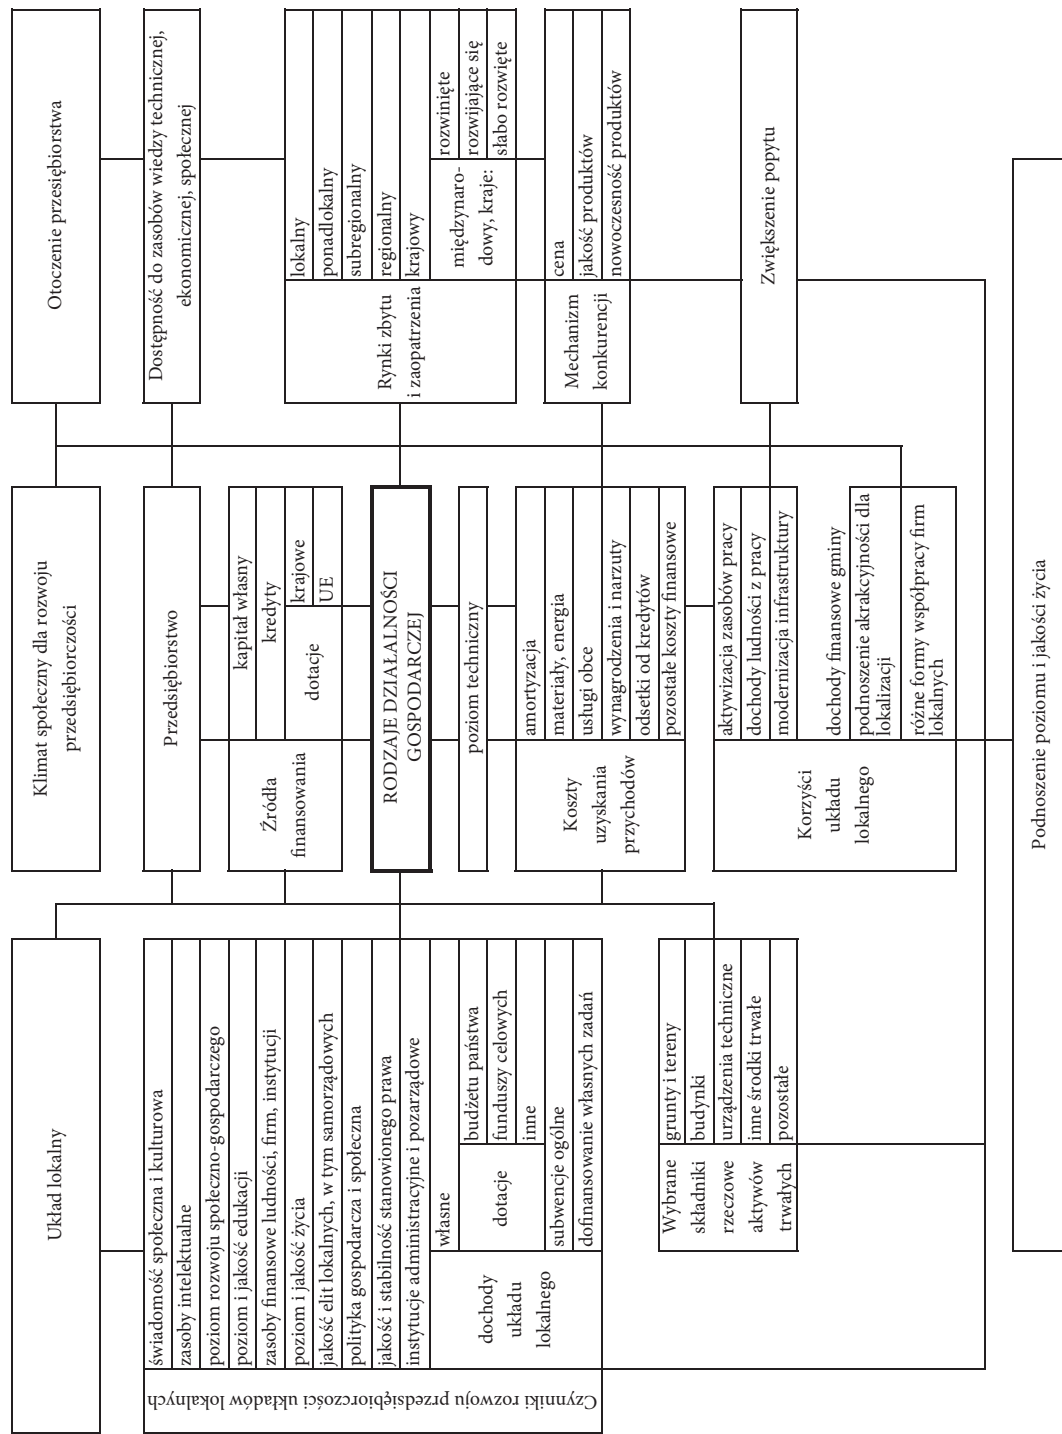 Układ lokalny
Czynniki rozwoju przedsiębiorczości układów lokalnych
świadomość społeczna i kulturowa
zasoby intelektualne
poziom rozwoju społeczno-gospodarczego
poziom i jakość edukacji
zasoby finansowe ludności, firm, instytucji
poziom i jakość życia
jakość elit lokalnych, w tym samorządowych
polityka gospodarcza i społeczna
jakość i stabilność stanowionego prawa
instytucje administracyjne i pozarządowe
dochody
układu
lokalnego
własne
dotacje
budżetu państwa
funduszy celowych
inne
subwencje ogólne
dofinansowanie własnych zadań
Wybrane
składniki
rzeczowe
aktywów
trwałych
grunty i tereny
budynki
urządzenia techniczne
inne środki trwałe
pozostałe
Klimat społeczny dla rozwoju
przedsiębiorczości
Przedsiębiorstwo
Źródła
finansowania
kapitał własny
kredyty
dotacje
krajowe
UE
RODZAJE DZIAŁALNOŚCI
GOSPODARCZEJ
poziom techniczny
Koszty
uzyskania
przychodów
amortyzacja
materiały, energia
usługi obce
wynagrodzenia i narzuty
odsetki od kredytów
pozostałe koszty finansowe
Korzyści
układu
lokalnego
aktywizacja zasobów pracy
dochody ludności z pracy
modernizacja infrastruktury
dochody finansowe gminy
podnoszenie akrakcyjności dla
lokalizacji
różne formy współpracy firm
lokalnych
Otoczenie przesiębiorstwa
Dostępność do zasobów wiedzy technicznej,
ekonomicznej, społecznej
Rynki zbytu
i zaopatrzenia
lokalny
ponadlokalny
subregionalny
regionalny
krajowy
międzynaro-
dowy, kraje:
rozwinięte
rozwijające się
słabo rozwięte
Mechanizm
konkurencji
cena
jakość produktów
nowoczesność produktów
Zwiększenie popytu
Podnoszenie poziomu i jakości życia